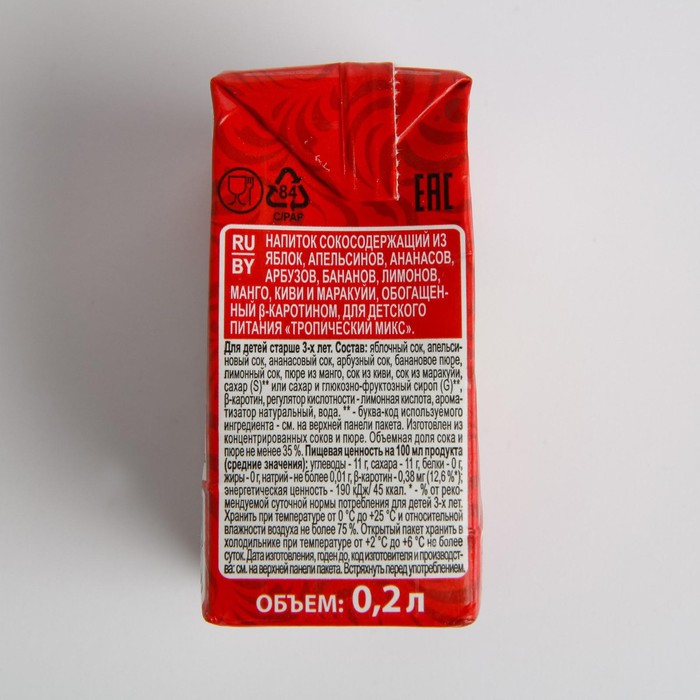 84
C/PAP
EAC
RU
BY
НАПИТОК СОКОСОДЕРЖАЩИЙ ИЗ
ЯБЛОК, АПЕЛЬСИНОВ, АНАНАСОВ,
АРБУЗОВ, БАНАНОВ, ЛИМОНОВ,
МАНГО, КИВИ И МАРАКУЙИ, ОБОГАЩЕН-
НЫЙ β-КАРОТИНОМ, ДЛЯ ДЕТСКОГО
ПИТАНИЯ «ТРОПИЧЕСКИЙ МИКС».
Для детей старше 3-х лет. Состав: яблочный сок, апельси-
новый сок, ананасовый сок, арбузный сок, банановое пюре,
лимонный сок, пюре из манго, сок из киви, сок из маракуйи,
сахар (S)** или сахар и глюкозно-фруктозный сироп (G)**,
β-каротин, регулятор кислотности - лимонная кислота, арома-
тизатор натуральный, вода. ** - буква-код используемого
ингредиента - см. на верхней панели пакета. Изготовлен из
концентрированных соков и пюре. Объемная доля сока и
пюре не менее 35 %. Пищевая ценность на 100 мл продукта
(средние значения): углеводы - 11 г, сахара - 11 г, белки - 0 г,
жиры - 0 г, натрий - не более 0,01 г, β-каротин - 0,38 мг (12,6 %*);
энергетическая ценность - 190 кДж/ 45 ккал. * - % от реко-
мендуемой суточной нормы потребления для детей 3-х лет.
Хранить при температуре от 0 °С до +25 °С и относительной
влажности воздуха не более 75 %. Открытый пакет хранить в
холодильнике при температуре от +2 °С до +6 °С не более
суток. Дата изготовления, годен до, код изготовителя и производст-
ва: см. на верхней панели пакета. Встряхнуть перед употреблением.
ОБЪЕМ: 0,2 л